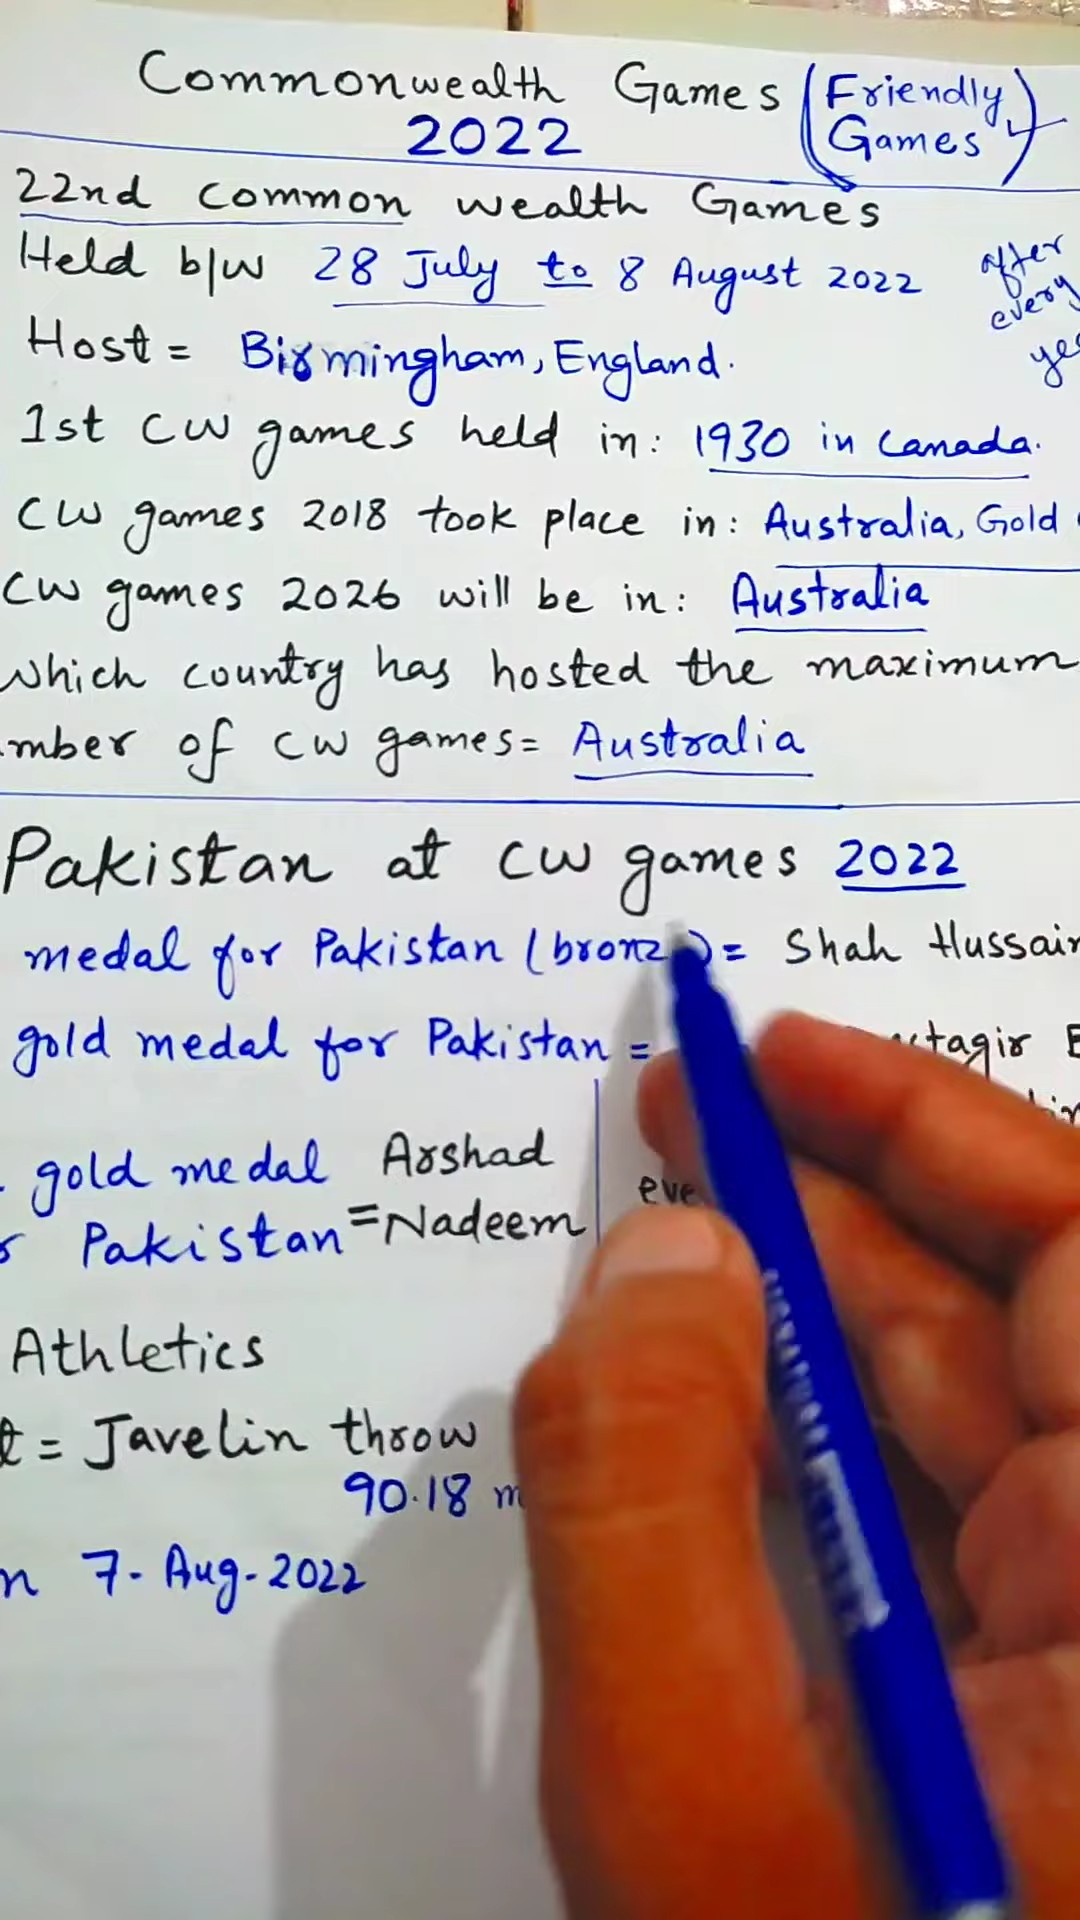 Commonwealth Games (Friendly Games)
2022
22nd common wealth Games
Held b/w 28 July to 8 August 2022
after every
Host = Birmingham, England.
1st CW games held in: 1930 in Canada.
CW games 2018 took place in: Australia, Gold
CW games 2026 will be in: Australia
which country has hosted the maximum
of CW games = Australia
Pakistan at CW games 2022
medal for Pakistan (bronz) = Shah Hussain
gold medal for Pakistan =
gold medal Arshad
Pakistan = Nadeem
Athletics
= Javelin throw
90.18 m
7-Aug-2022